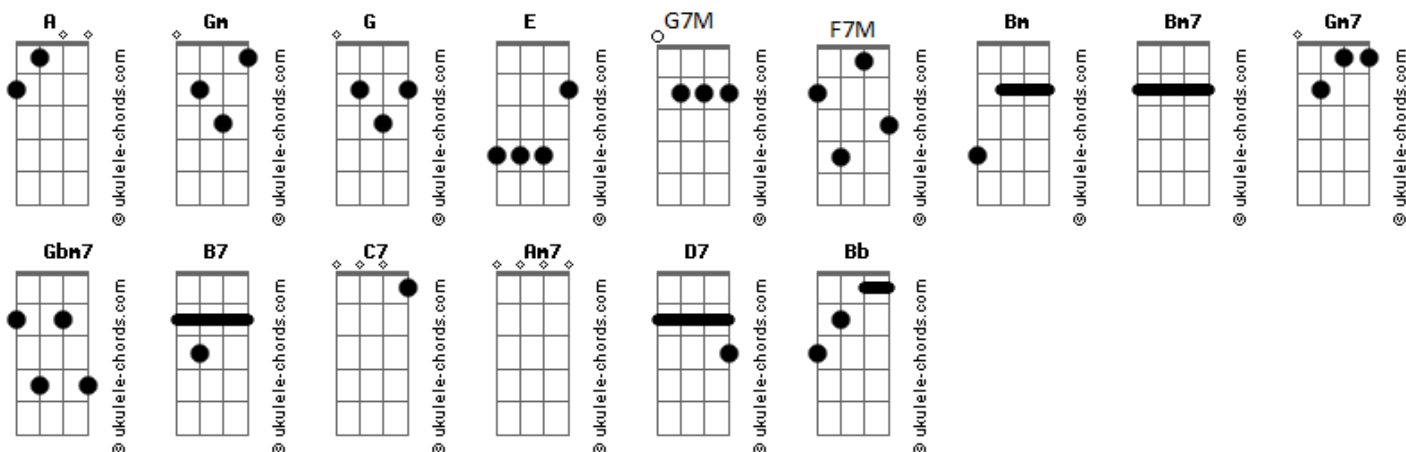 A Gm G E G7M F7M Bm Bm7 Gm7
© ukulele-chords.com © ukulele-chords.com © ukulele-chords.com © ukulele-chords.com © ukulele-chords.com © ukulele-chords.com © ukulele-chords.com © ukulele-chords.com © ukulele-chords.com
Gbm7 B7 C7 Am7 D7 Bb
© ukulele-chords.com © ukulele-chords.com © ukulele-chords.com © ukulele-chords.com © ukulele-chords.com © ukulele-chords.com